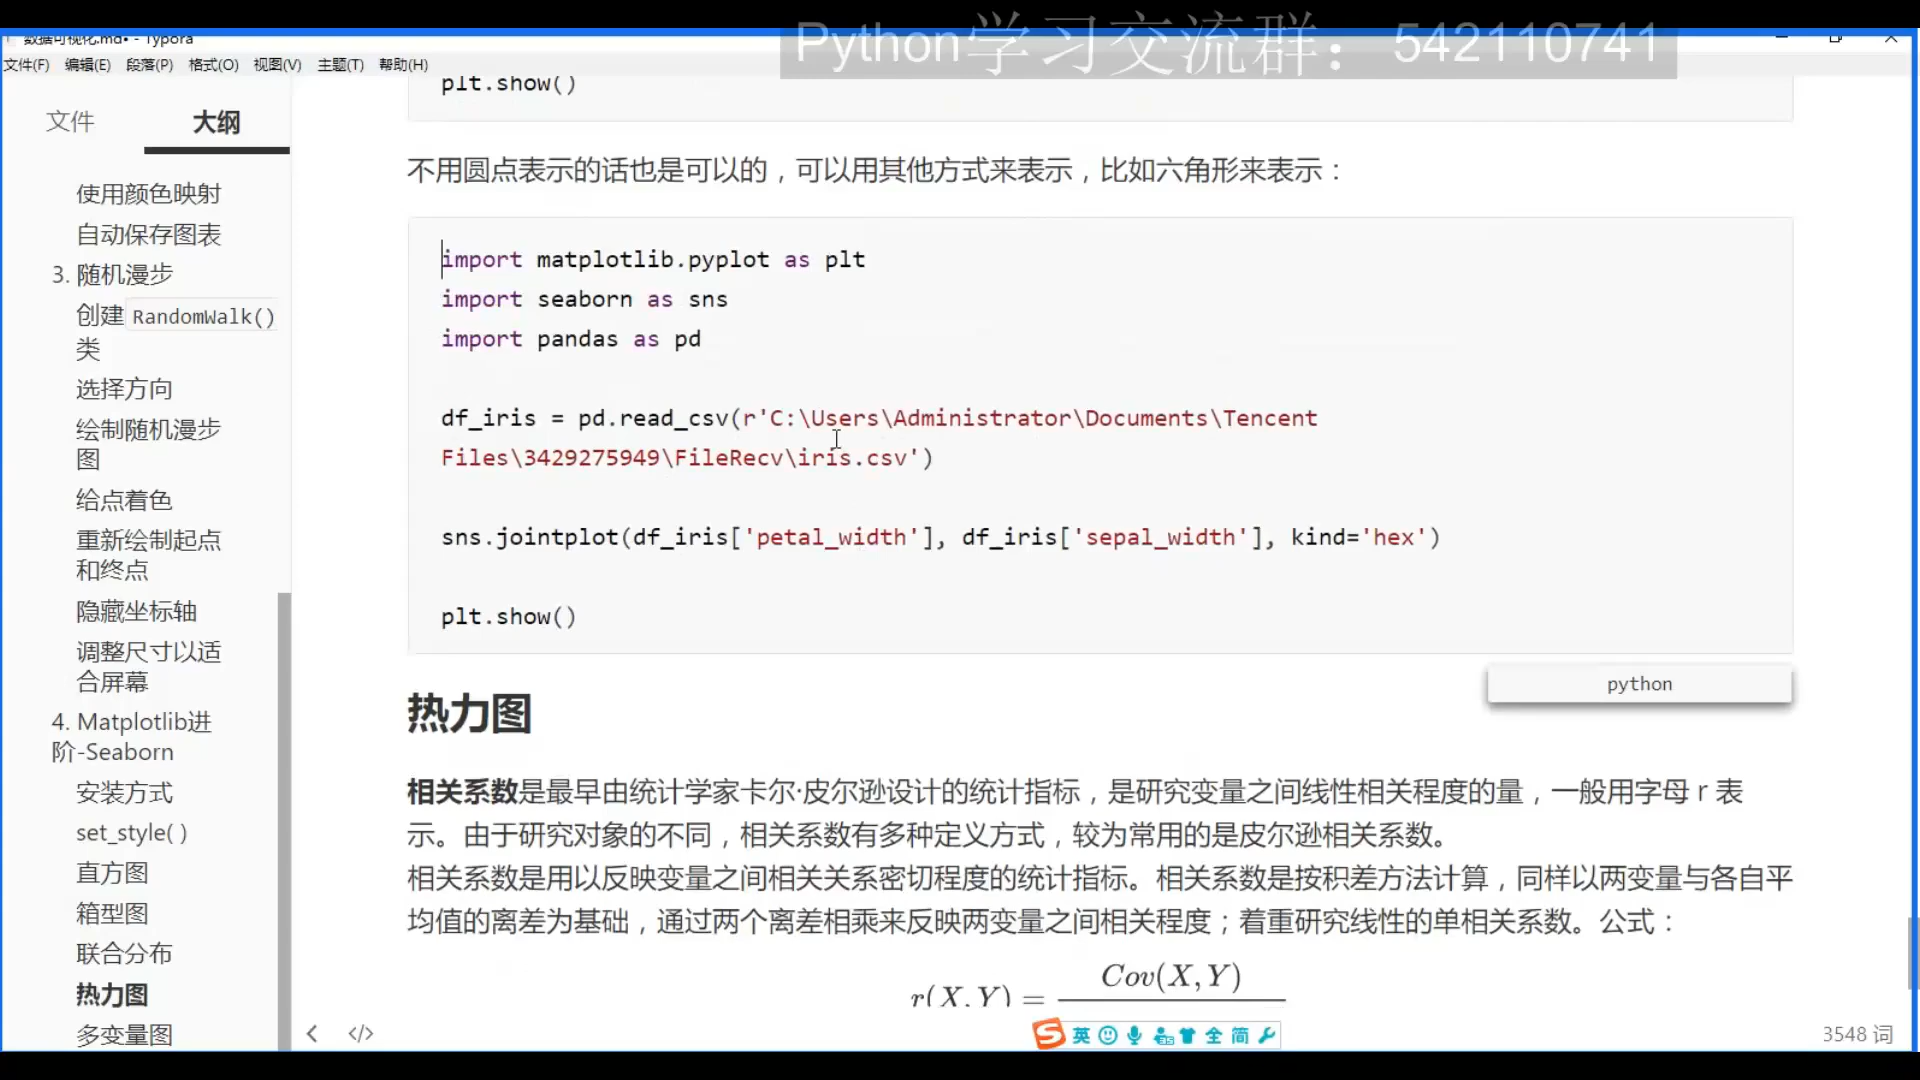 Python学习交流群：542110741
数据可视化.md• - Typora
文件(F) 编辑(E) 段落(P) 格式(O) 视图(V) 主题(T) 帮助(H)
文件 大纲
使用颜色映射
自动保存图表
3. 随机漫步
创建 RandomWalk()
类
选择方向
绘制随机漫步
图
给点着色
重新绘制起点
和终点
隐藏坐标轴
调整尺寸以适
合屏幕
4. Matplotlib进
阶-Seaborn
安装方式
set_style( )
直方图
箱型图
联合分布
热力图
多变量图
plt.show()
不用圆点表示的话也是可以的，可以用其他方式来表示，比如六角形来表示：
import matplotlib.pyplot as plt
import seaborn as sns
import pandas as pd
df_iris = pd.read_csv(r'C:\Users\Administrator\Documents\Tencent
Files\3429275949\FileRecv\iris.csv')
sns.jointplot(df_iris['petal_width'], df_iris['sepal_width'], kind='hex')
plt.show()
python
热力图
相关系数是最早由统计学家卡尔·皮尔逊设计的统计指标，是研究变量之间线性相关程度的量，一般用字母 r 表
示。由于研究对象的不同，相关系数有多种定义方式，较为常用的是皮尔逊相关系数。
相关系数是用以反映变量之间相关关系密切程度的统计指标。相关系数是按积差方法计算，同样以两变量与各自平
均值的离差为基础，通过两个离差相乘来反映两变量之间相关程度；着重研究线性的单相关系数。公式：
Cov(X, Y)
r(X, Y) =
</>
英 全 简
3548 词